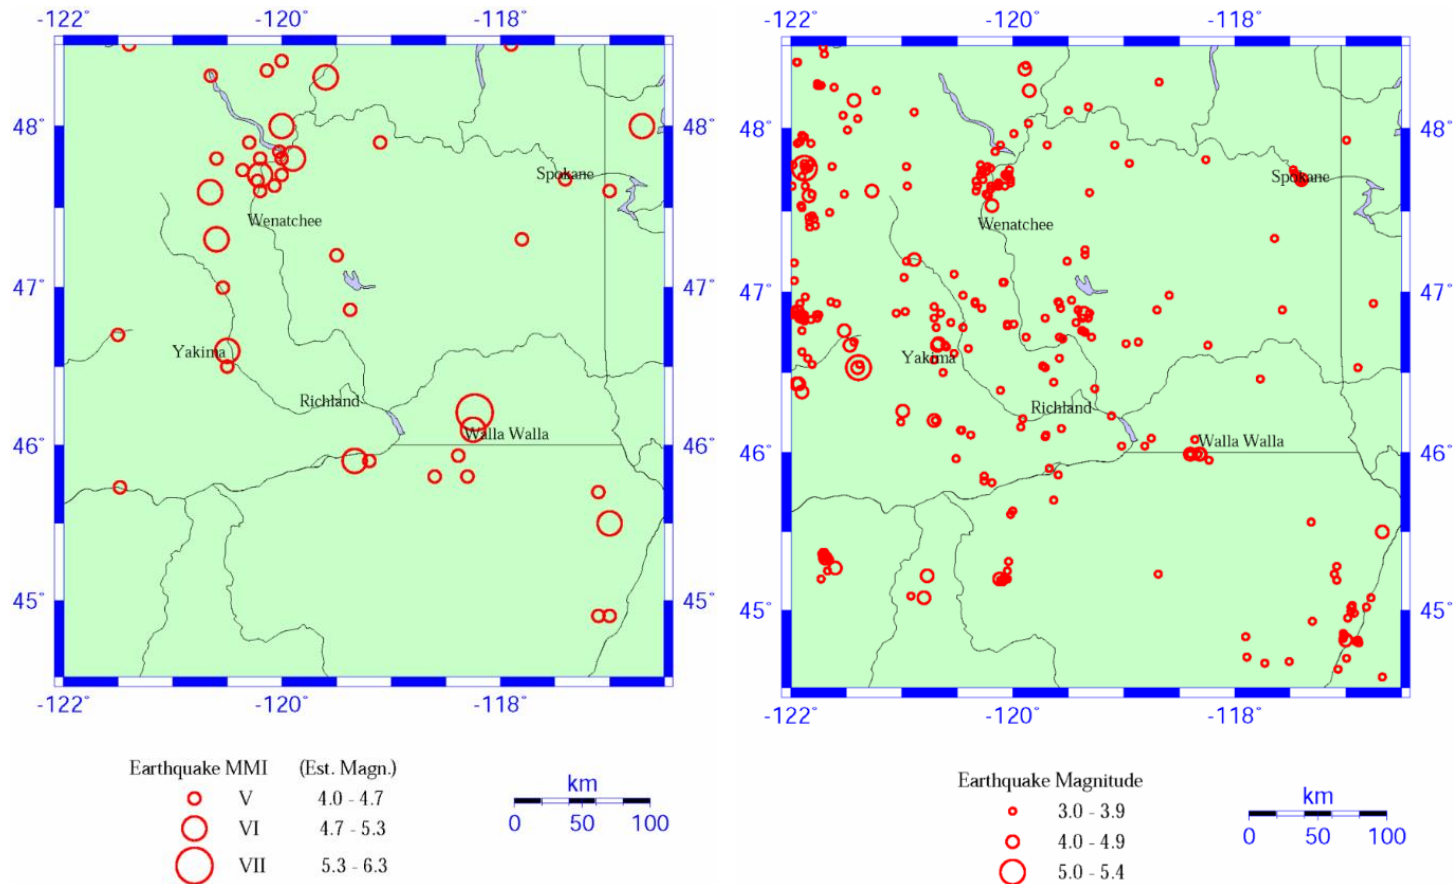 -122° -120° -118°
48° 48°
Spokane
Wenatchee
47° 47°
Yakima
Richland
46° Walla Walla 46°
45° 45°
-122° -120° -118°
Earthquake MMI (Est. Magn.)
V 4.0 - 4.7
VI 4.7 - 5.3
VII 5.3 - 6.3
km
0 50 100
-122° -120° -118°
48° 48°
Spokane
Wenatchee
47° 47°
Yakima
Richland
Walla Walla
46° 46°
45° 45°
-122° -120° -118°
Earthquake Magnitude
3.0 - 3.9
4.0 - 4.9
5.0 - 5.4
km
0 50 100